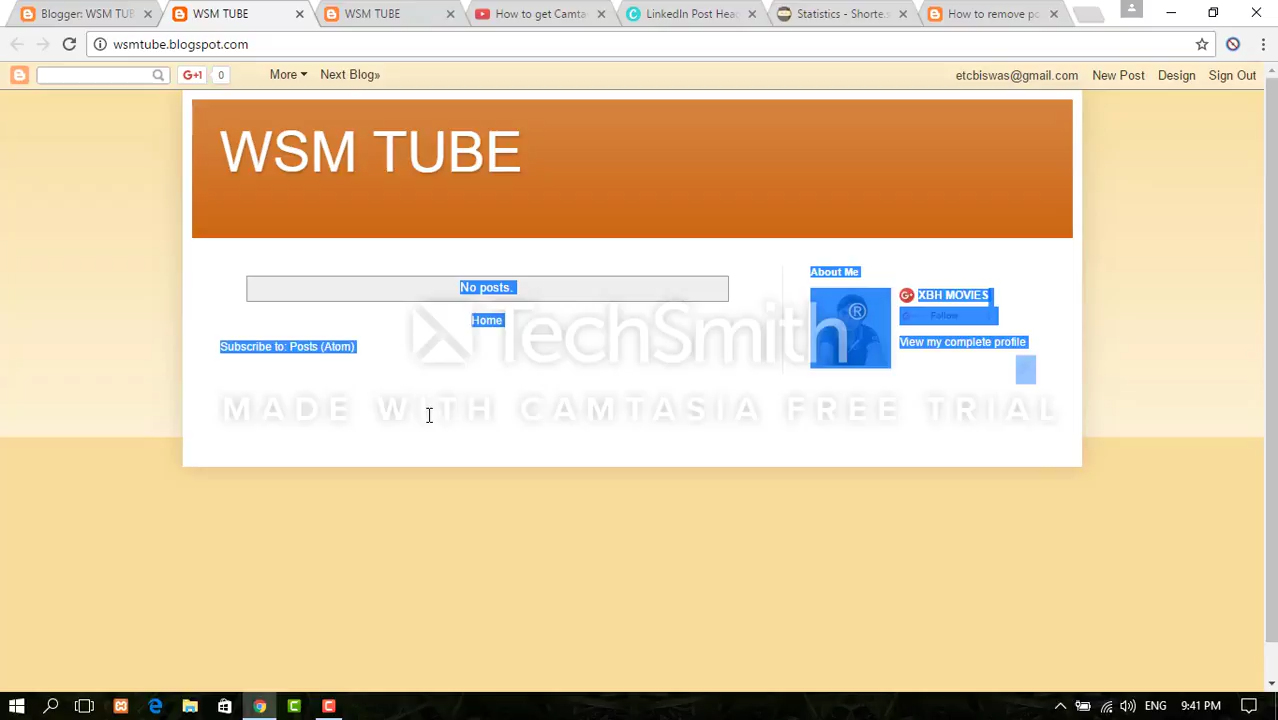 Blogger: WSM TUB
WSM TUBE
WSM TUBE
How to get Camta
LinkedIn Post Hea
Statistics - Shorte.s
How to remove po
wsmtube.blogspot.com
G+1 0 More Next Blog» etcbiswas@gmail.com New Post Design Sign Out
WSM TUBE
No posts.
Home
Subscribe to: Posts (Atom)
About Me
XBH MOVIES
Follow
View my complete profile
TechSmith®
MADE WITH CAMTASIA FREE TRIAL
ENG 9:41 PM